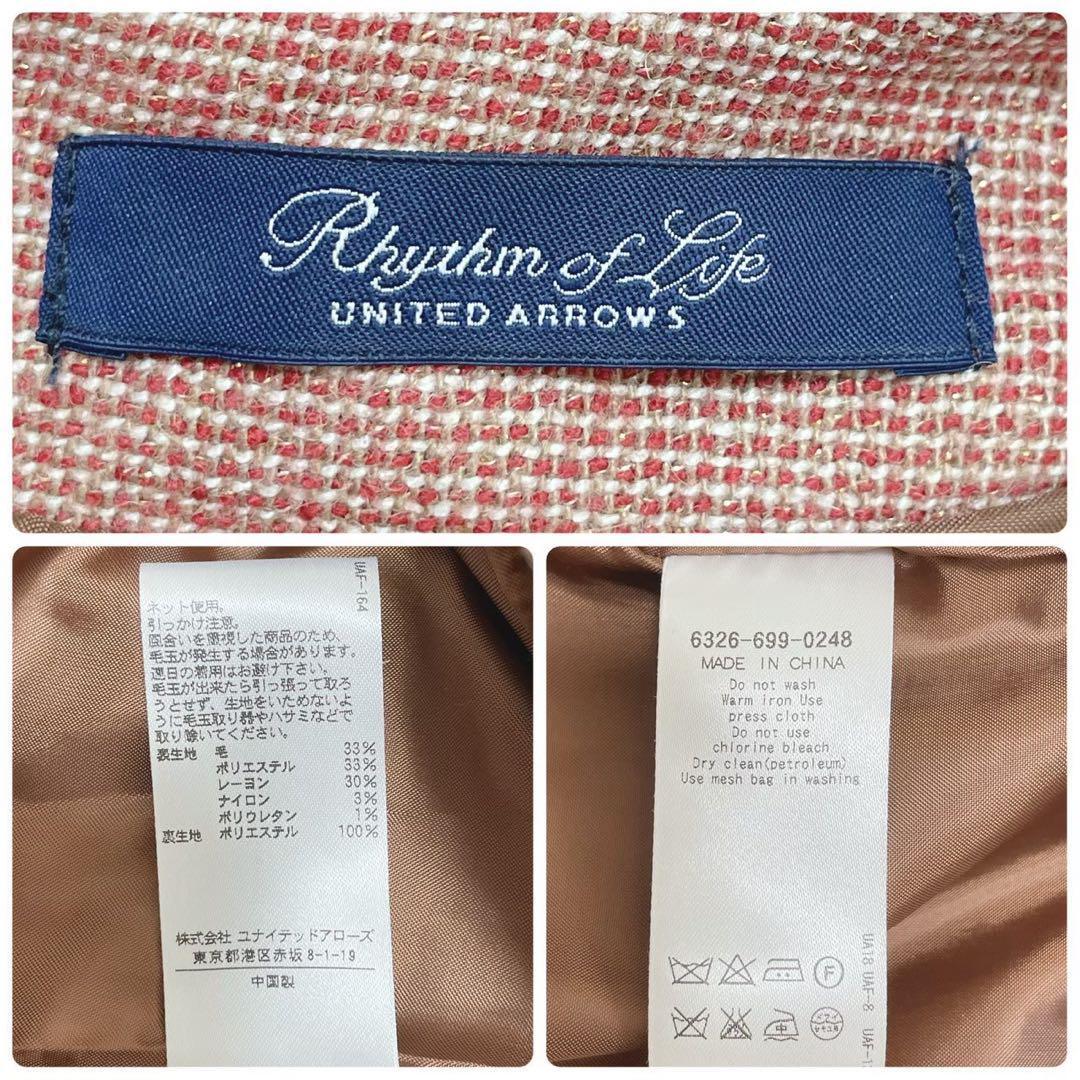 Rhythm of Life
UNITED ARROWS
UAF-164
ネット使用。
引っかけ注意。
風合いを重視した商品のため、
毛玉が発生する場合があります。
連日の着用はお避け下さい。
毛玉が出来たら引っ張って取ろ
うとせず、生地をいためないよ
うに毛玉取り器やハサミなどで
取り除いてください。
表生地 毛 33%
ポリエステル 33%
レーヨン 30%
ナイロン 3%
ポリウレタン 1%
裏生地 ポリエステル 100%
株式会社 ユナイテッドアローズ
東京都港区赤坂 8-1-19
中国製
6326-699-0248
MADE IN CHINA
Do not wash
Warm iron Use
press cloth
Do not use
chlorine bleach
Dry clean(petroleum)
Use mesh bag in washing
F
UA18 UAF-8